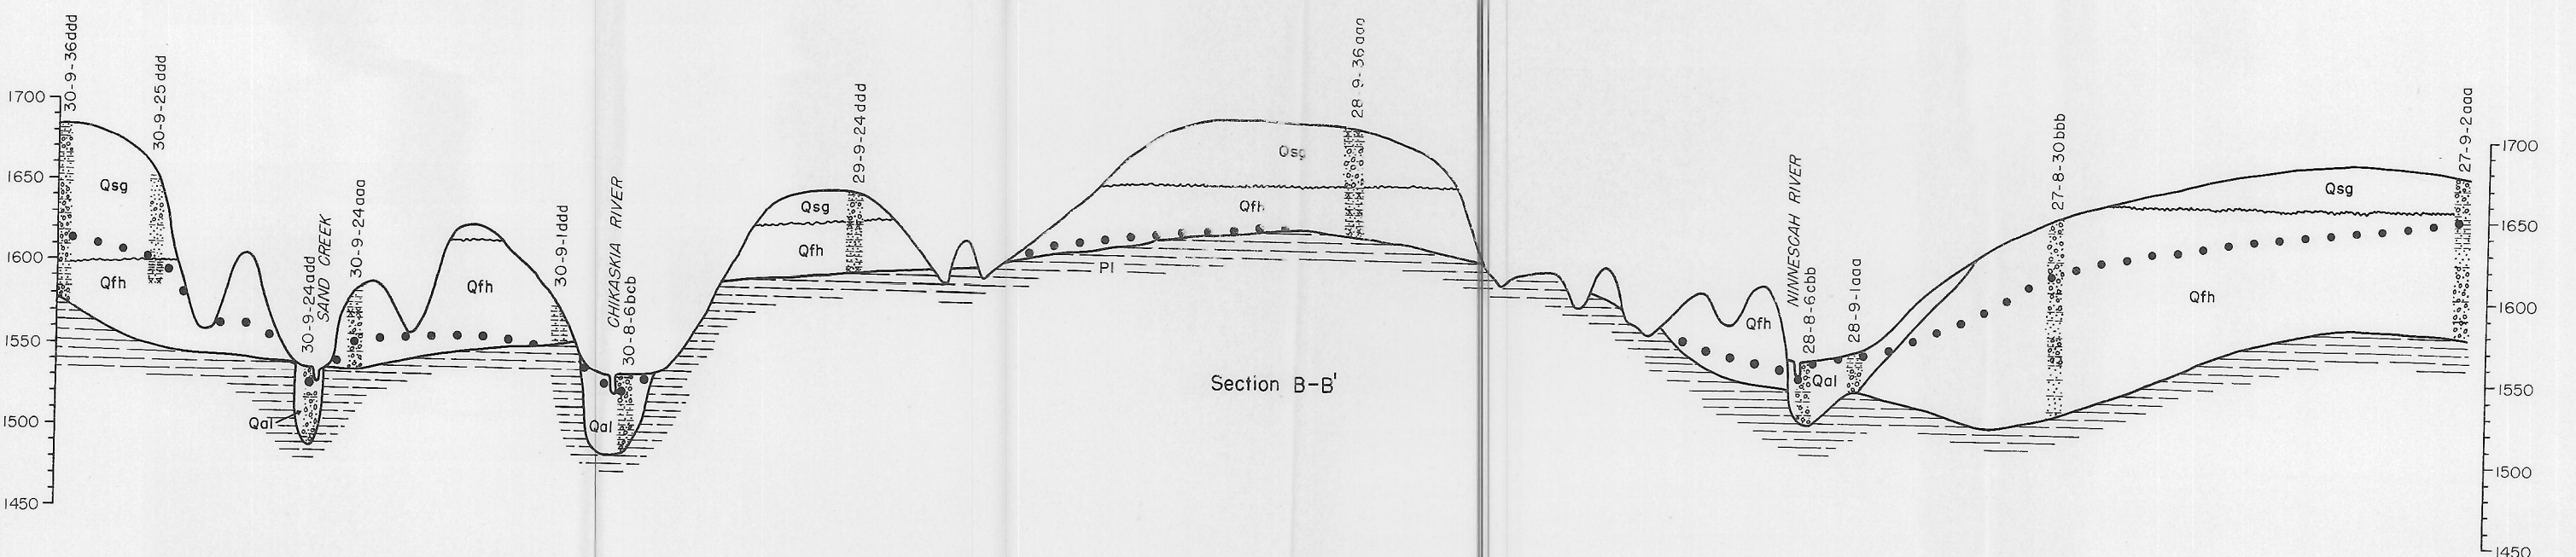 30-9-36ddd
30-9-25ddd
1700
1650
1600
1550
1500
1450
Qsg
Qfh
30-9-24add
SAND CREEK
Qal
30-9-24aaa
Qfh
30-9-1ddd
CHIKASKIA RIVER
30-8-6bcb
Qal
Qsg
Qfh
29-9-24ddd
Qsg
Qfh
Pl
28-9-36aaa
Section B-B'
Qfh
NINNESCAH RIVER
28-8-6cbb
Qal
28-9-1aaa
27-8-30bbb
Qsg
Qfh
27-9-2aaa
1700
1650
1600
1550
1500
1450